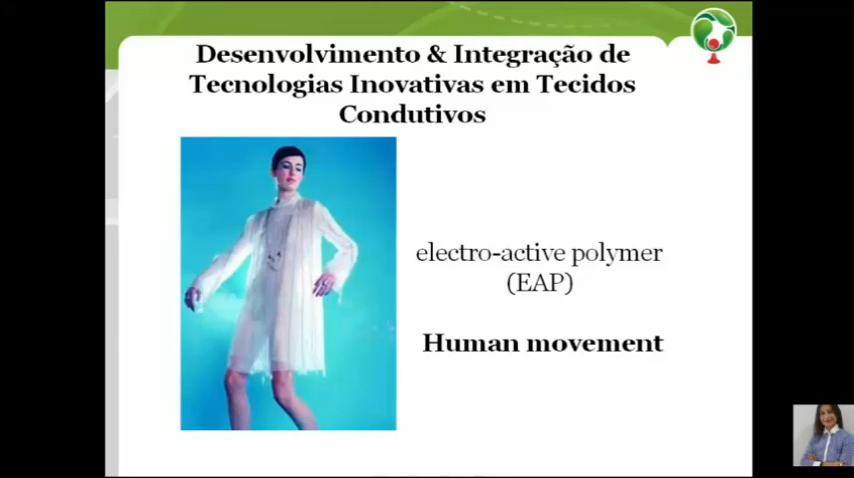 Desenvolvimento & Integração de
Tecnologias Inovativas em Tecidos
Condutivos
electro-active polymer
(EAP)
Human movement